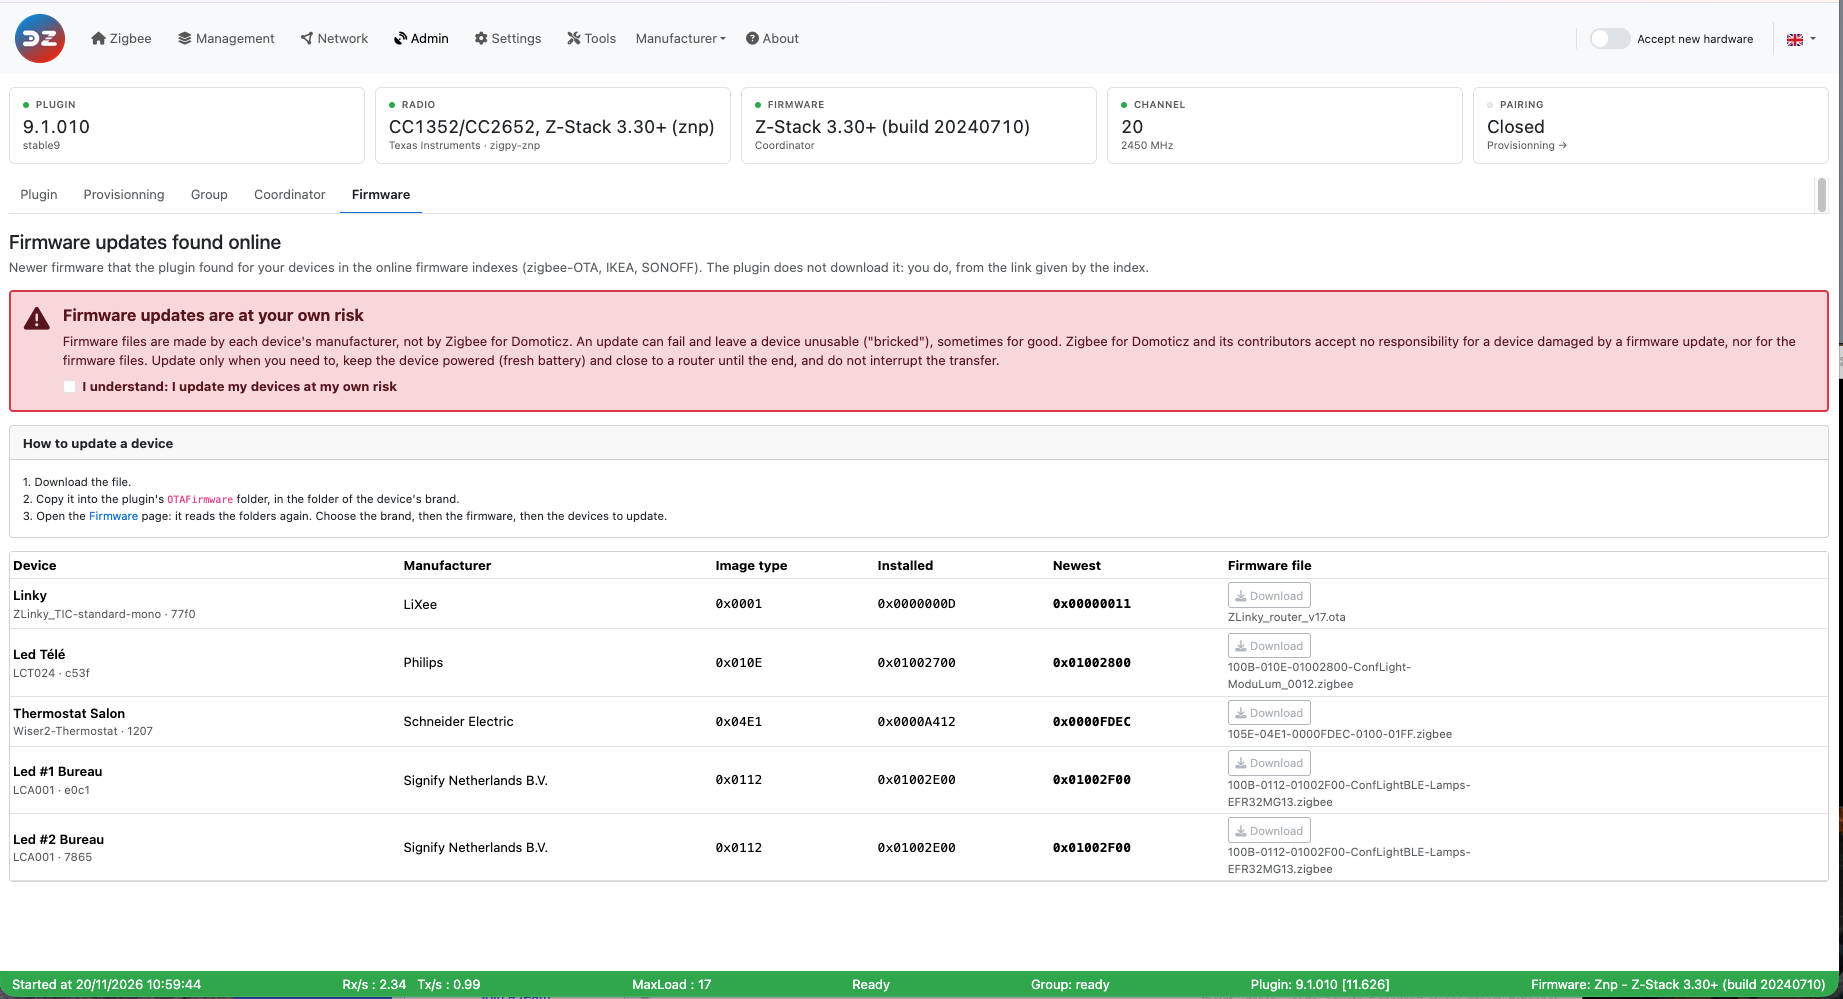 DZ
Zigbee
Management
Network
Admin
Settings
Tools
Manufacturer
About
Accept new hardware
PLUGIN
9.1.010
stable9
RADIO
CC1352/CC2652, Z-Stack 3.30+ (znp)
Texas Instruments · zigpy-znp
FIRMWARE
Z-Stack 3.30+ (build 20240710)
Coordinator
CHANNEL
20
2450 MHz
PAIRING
Closed
Provisionning →
Plugin
Provisionning
Group
Coordinator
Firmware
Firmware updates found online
Newer firmware that the plugin found for your devices in the online firmware indexes (zigbee-OTA, IKEA, SONOFF). The plugin does not download it: you do, from the link given by the index.
Firmware updates are at your own risk
Firmware files are made by each device's manufacturer, not by Zigbee for Domoticz. An update can fail and leave a device unusable ("bricked"), sometimes for good. Zigbee for Domoticz and its contributors accept no responsibility for a device damaged by a firmware update, nor for the
firmware files. Update only when you need to, keep the device powered (fresh battery) and close to a router until the end, and do not interrupt the transfer.
I understand: I update my devices at my own risk
How to update a device
1. Download the file.
2. Copy it into the plugin's OTAFirmware folder, in the folder of the device's brand.
3. Open the Firmware page: it reads the folders again. Choose the brand, then the firmware, then the devices to update.
Device Manufacturer Image type Installed Newest Firmware file
Linky
ZLinky_TIC-standard-mono · 77f0
LiXee
0x0001
0x0000000D
0x00000011
Download
ZLinky_router_v17.ota
Led Télé
LCT024 · c53f
Philips
0x010E
0x01002700
0x01002800
Download
100B-010E-01002800-ConfLight-
ModuLum_0012.zigbee
Thermostat Salon
Wiser2-Thermostat · 1207
Schneider Electric
0x04E1
0x0000A412
0x0000FDEC
Download
105E-04E1-0000FDEC-0100-01FF.zigbee
Led #1 Bureau
LCA001 · e0c1
Signify Netherlands B.V.
0x0112
0x01002E00
0x01002F00
Download
100B-0112-01002F00-ConfLightBLE-Lamps-
EFR32MG13.zigbee
Led #2 Bureau
LCA001 · 7865
Signify Netherlands B.V.
0x0112
0x01002E00
0x01002F00
Download
100B-0112-01002F00-ConfLightBLE-Lamps-
EFR32MG13.zigbee
Started at 20/11/2026 10:59:44
Rx/s : 2.34 Tx/s : 0.99
MaxLoad : 17
Ready
Group: ready
Plugin: 9.1.010 [11.626]
Firmware: Znp - Z-Stack 3.30+ (build 20240710)